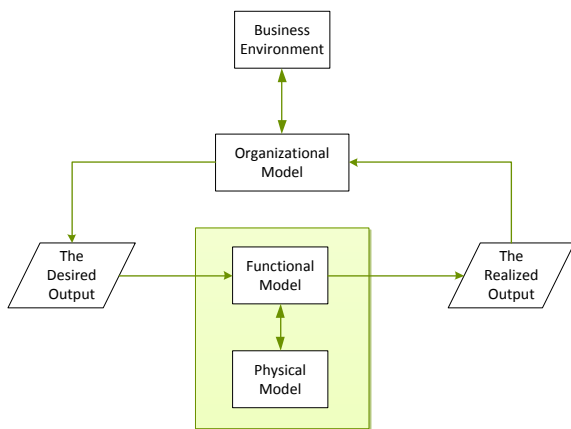 Business
Environment
Organizational
Model
The
Desired
Output
Functional
Model
The
Realized
Output
Physical
Model